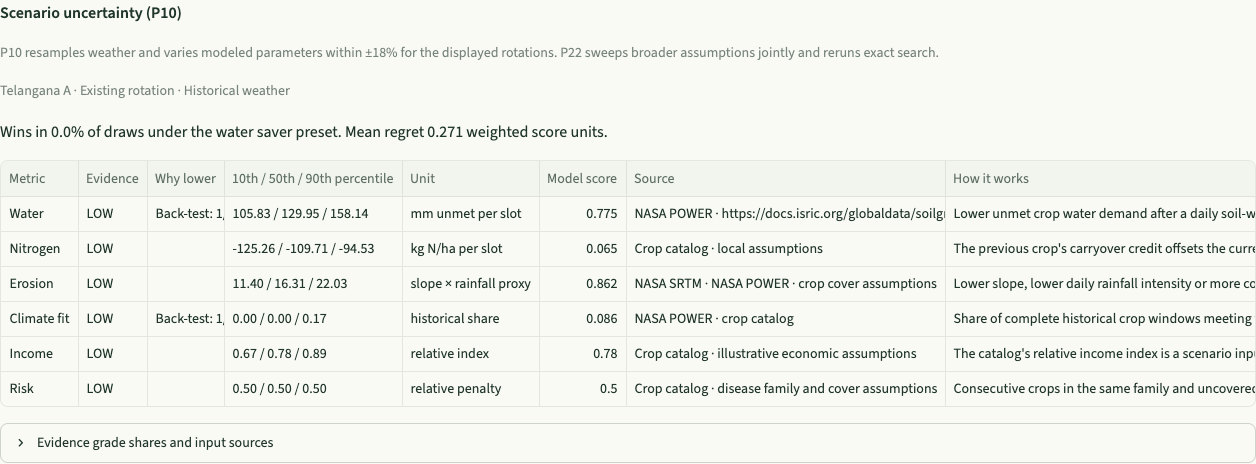 Scenario uncertainty (P10)
P10 resamples weather and varies modeled parameters within ±18% for the displayed rotations. P22 sweeps broader assumptions jointly and reruns exact search.
Telangana A · Existing rotation · Historical weather
Wins in 0.0% of draws under the water saver preset. Mean regret 0.271 weighted score units.
Metric Evidence Why lower 10th / 50th / 90th percentile Unit Model score Source How it works
Water LOW Back-test: 1, 105.83 / 129.95 / 158.14 mm unmet per slot 0.775 NASA POWER · https://docs.isric.org/globaldata/soilg Lower unmet crop water demand after a daily soil-w
Nitrogen LOW -125.26 / -109.71 / -94.53 kg N/ha per slot 0.065 Crop catalog · local assumptions The previous crop's carryover credit offsets the curre
Erosion LOW 11.40 / 16.31 / 22.03 slope × rainfall proxy 0.862 NASA SRTM · NASA POWER · crop cover assumptions Lower slope, lower daily rainfall intensity or more co
Climate fit LOW Back-test: 1, 0.00 / 0.00 / 0.17 historical share 0.086 NASA POWER · crop catalog Share of complete historical crop windows meeting
Income LOW 0.67 / 0.78 / 0.89 relative index 0.78 Crop catalog · illustrative economic assumptions The catalog's relative income index is a scenario inp
Risk LOW 0.50 / 0.50 / 0.50 relative penalty 0.5 Crop catalog · disease family and cover assumptions Consecutive crops in the same family and uncovered
Evidence grade shares and input sources